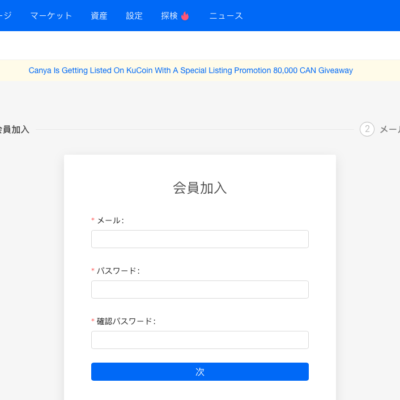 ージ マーケット 資産 設定 探検 ニュース
Canya Is Getting Listed On KuCoin With A Special Listing Promotion 80,000 CAN Giveaway
会員加入 2 メール
会員加入
* メール:
* パスワード:
* 確認パスワード:
次